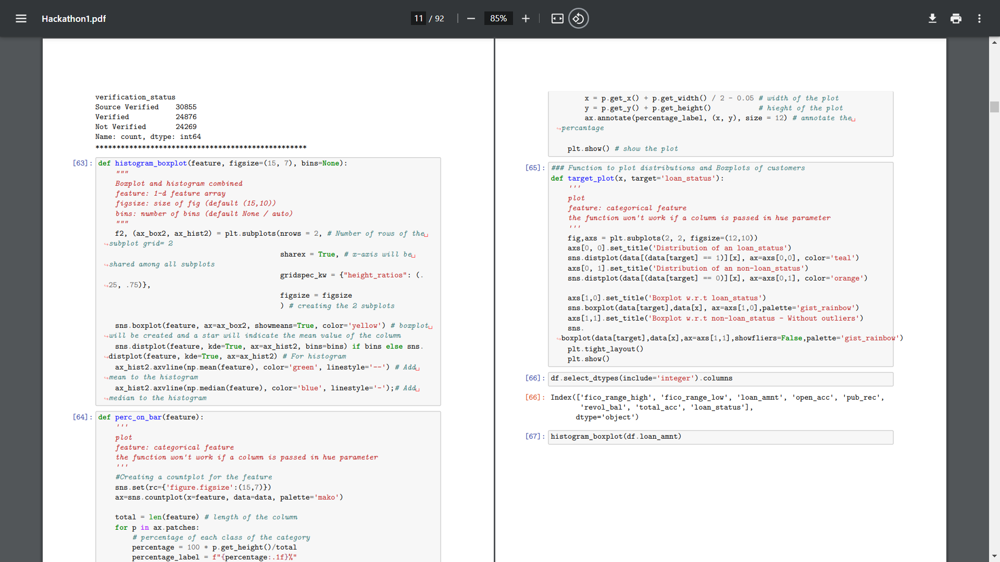 Hackathon1.pdf
11 / 92
85%
verification_status
Source Verified    30855
Verified           24876
Not Verified       24269
Name: count, dtype: int64
**************************************************
[63]: def histogram_boxplot(feature, figsize=(15, 7), bins=None):
"""
Boxplot and histogram combined
feature: 1-d feature array
figsize: size of fig (default (15,10))
bins: number of bins (default None / auto)
"""
f2, (ax_box2, ax_hist2) = plt.subplots(nrows = 2, # Number of rows of the␣
↪subplot grid= 2
sharex = True, # x-axis will be␣
↪shared among all subplots
gridspec_kw = {"height_ratios": (.
↪25, .75)},
figsize = figsize
) # creating the 2 subplots
sns.boxplot(feature, ax=ax_box2, showmeans=True, color='yellow') # boxplot␣
↪will be created and a star will indicate the mean value of the column
sns.distplot(feature, kde=True, ax=ax_hist2, bins=bins) if bins else sns.
↪distplot(feature, kde=True, ax=ax_hist2) # For histogram
ax_hist2.axvline(np.mean(feature), color='green', linestyle='--') # Add␣
↪mean to the histogram
ax_hist2.axvline(np.median(feature), color='blue', linestyle='-');# Add␣
↪median to the histogram
[64]: def perc_on_bar(feature):
'''
plot
feature: categorical feature
the function won't work if a column is passed in hue parameter
'''
#Creating a countplot for the feature
sns.set(rc={'figure.figsize':(15,7)})
ax=sns.countplot(x=feature, data=data, palette='mako')
total = len(feature) # length of the column
for p in ax.patches:
# percentage of each class of the category
percentage = 100 * p.get_height()/total
percentage_label = f"{percentage:.1f}%"
x = p.get_x() + p.get_width() / 2 - 0.05 # width of the plot
y = p.get_y() + p.get_height()           # hieght of the plot
ax.annotate(percentage_label, (x, y), size = 12) # annotate the␣
↪percantage
plt.show() # show the plot
[65]: ### Function to plot distributions and Boxplots of customers
def target_plot(x, target='loan_status'):
'''
plot
feature: categorical feature
the function won't work if a column is passed in hue parameter
'''
fig,axs = plt.subplots(2, 2, figsize=(12,10))
axs[0, 0].set_title('Distribution of an loan_status')
sns.distplot(data[(data[target] == 1)][x], ax=axs[0,0], color='teal')
axs[0, 1].set_title('Distribution of an non-loan_status')
sns.distplot(data[(data[target] == 0)][x], ax=axs[0,1], color='orange')
axs[1,0].set_title('Boxplot w.r.t loan_status')
sns.boxplot(data[target],data[x], ax=axs[1,0],palette='gist_rainbow')
axs[1,1].set_title('Boxplot w.r.t non-loan_status - Without outliers')
sns.
↪boxplot(data[target],data[x],ax=axs[1,1],showfliers=False,palette='gist_rainbow')
plt.tight_layout()
plt.show()
[66]: df.select_dtypes(include='integer').columns
[66]: Index(['fico_range_high', 'fico_range_low', 'loan_amnt', 'open_acc', 'pub_rec',
'revol_bal', 'total_acc', 'loan_status'],
dtype='object')
[67]: histogram_boxplot(df.loan_amnt)